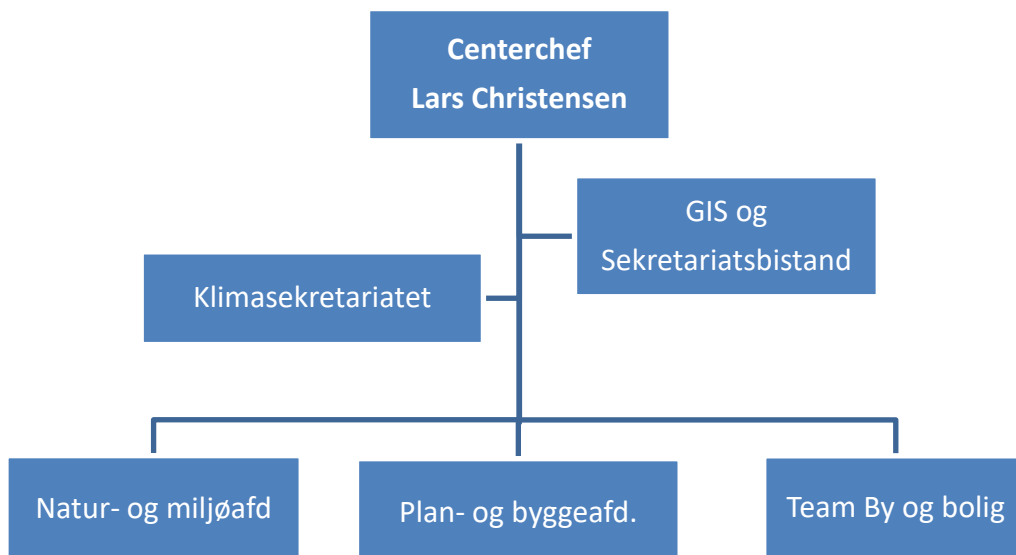 Centerchef
Lars Christensen
GIS og
Sekretariatsbistand
Klimasekretariatet
Natur- og miljøafd
Plan- og byggeafd.
Team By og bolig